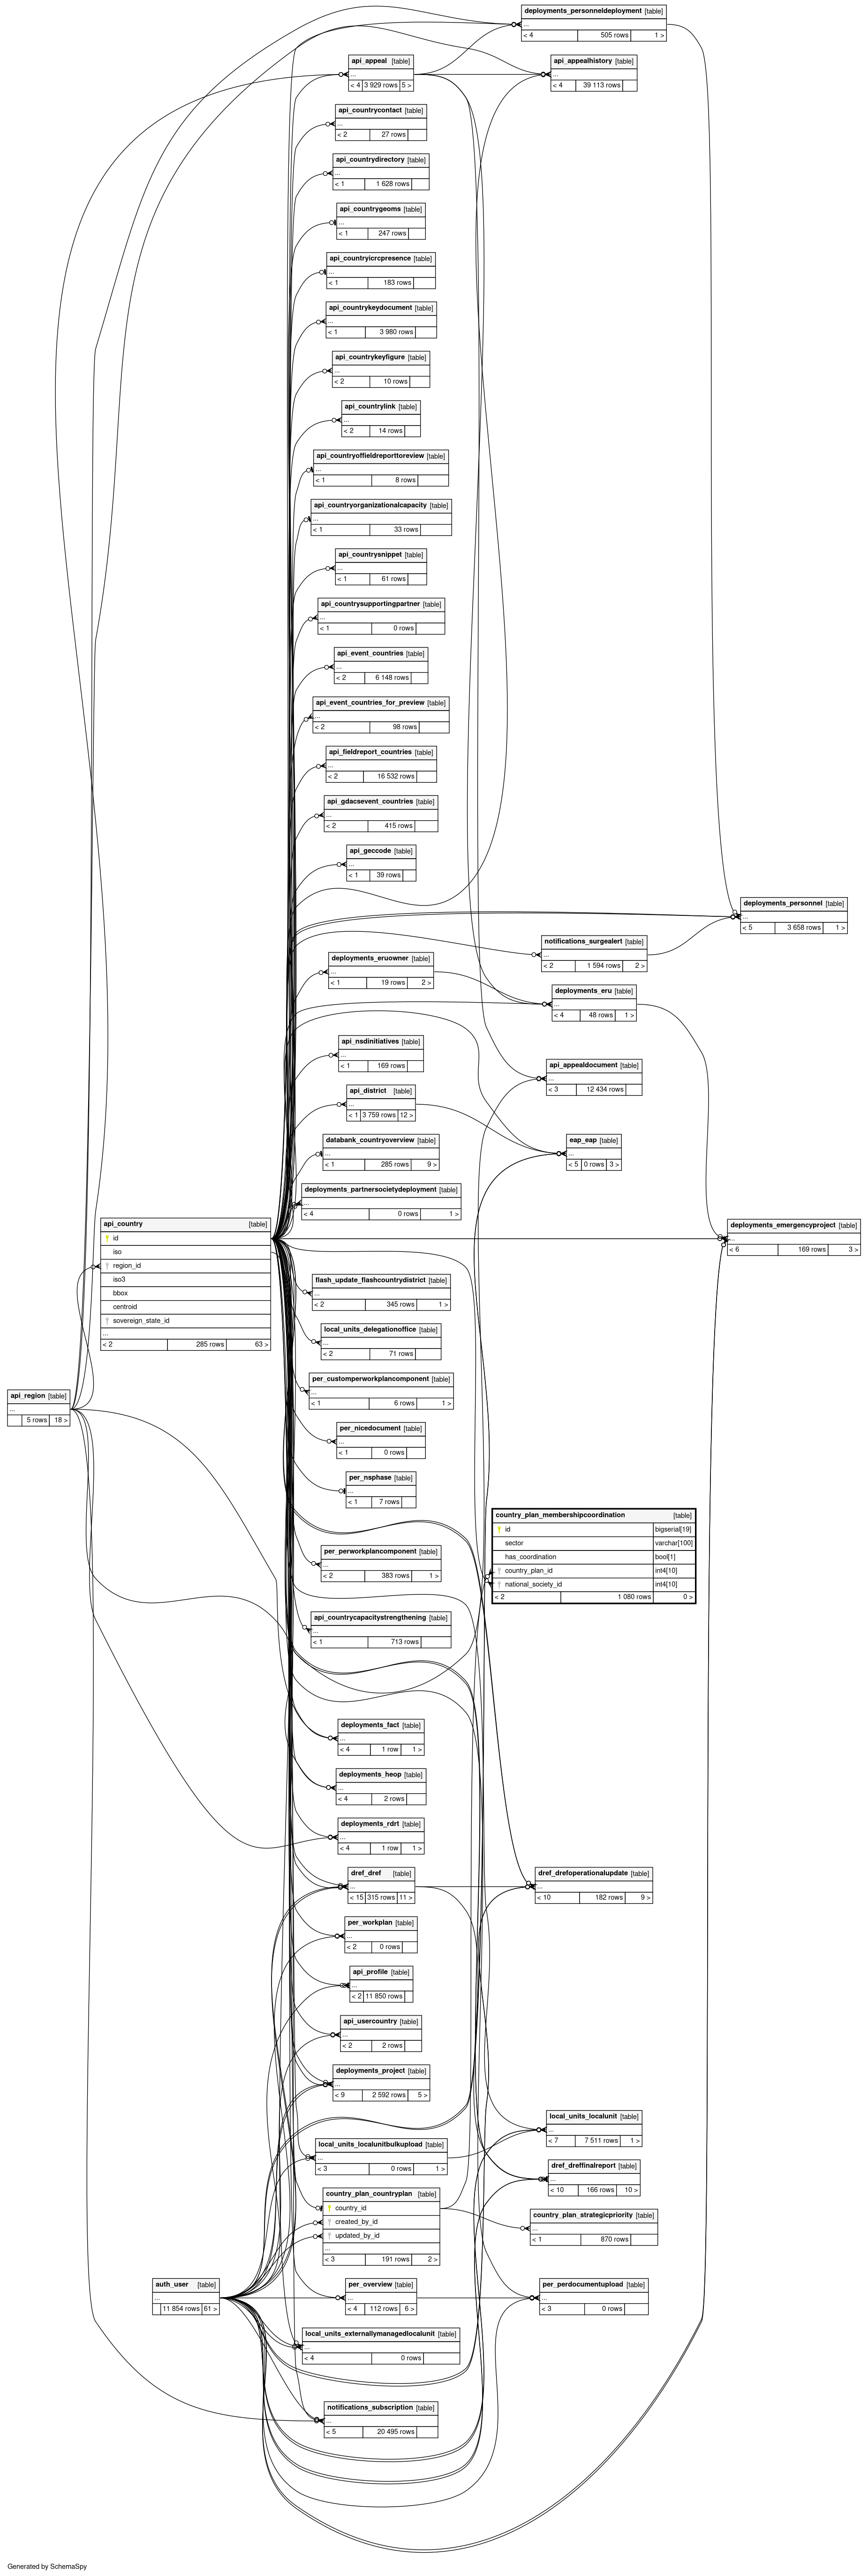 deployments_personneldeployment [table]
...
< 4 505 rows 1 >
api_appeal [table]
...
< 4 3 929 rows 5 >
api_appealhistory [table]
...
< 4 39 113 rows
api_countrycontact [table]
...
< 2 27 rows
api_countrydirectory [table]
...
< 1 1 628 rows
api_countrygeoms [table]
...
< 1 247 rows
api_countryicrcpresence [table]
...
< 1 183 rows
api_countrykeydocument [table]
...
< 1 3 980 rows
api_countrykeyfigure [table]
...
< 2 10 rows
api_countrylink [table]
...
< 2 14 rows
api_countryoffieldreporttoreview [table]
...
< 1 8 rows
api_countryorganizationalcapacity [table]
...
< 1 33 rows
api_countrysnippet [table]
...
< 1 61 rows
api_countrysupportingpartner [table]
...
< 1 0 rows
api_event_countries [table]
...
< 2 6 148 rows
api_event_countries_for_preview [table]
...
< 2 98 rows
api_fieldreport_countries [table]
...
< 2 16 532 rows
api_gdacsevent_countries [table]
...
< 2 415 rows
api_geccode [table]
...
< 1 39 rows
deployments_personnel [table]
...
< 5 3 658 rows 1 >
notifications_surgealert [table]
...
< 2 1 594 rows 2 >
deployments_eruowner [table]
...
< 1 19 rows 2 >
deployments_eru [table]
...
< 4 48 rows 1 >
api_nsdinitiatives [table]
...
< 1 169 rows
api_appealdocument [table]
...
< 3 12 434 rows
api_district [table]
...
< 1 3 759 rows 12 >
databank_countryoverview [table]
...
< 1 285 rows 9 >
eap_eap [table]
...
< 5 0 rows 3 >
deployments_partnersocietydeployment [table]
...
< 4 0 rows 1 >
api_country [table]
id
iso
region_id
iso3
bbox
centroid
sovereign_state_id
...
< 2 285 rows 63 >
deployments_emergencyproject [table]
...
< 6 169 rows 3 >
flash_update_flashcountrydistrict [table]
...
< 2 345 rows 1 >
local_units_delegationoffice [table]
...
< 2 71 rows
per_customperworkplancomponent [table]
...
< 1 6 rows 1 >
api_region [table]
...
5 rows 18 >
per_nicedocument [table]
...
< 1 0 rows
per_nsphase [table]
...
< 1 7 rows
country_plan_membershipcoordination [table]
id bigserial[19]
sector varchar[100]
has_coordination bool[1]
country_plan_id int4[10]
national_society_id int4[10]
< 2 1 080 rows 0 >
per_perworkplancomponent [table]
...
< 2 383 rows 1 >
api_countrycapacitystrengthening [table]
...
< 1 713 rows
deployments_fact [table]
...
< 4 1 row 1 >
deployments_heop [table]
...
< 4 2 rows
deployments_rdrt [table]
...
< 4 1 row 1 >
dref_dref [table]
...
< 15 315 rows 11 >
dref_drefoperationalupdate [table]
...
< 10 182 rows 9 >
per_workplan [table]
...
< 2 0 rows
api_profile [table]
...
< 2 11 850 rows
api_usercountry [table]
...
< 2 2 rows
deployments_project [table]
...
< 9 2 592 rows 5 >
local_units_localunit [table]
...
< 7 7 511 rows 1 >
local_units_localunitbulkupload [table]
...
< 3 0 rows 1 >
dref_dreffinalreport [table]
...
< 10 166 rows 10 >
country_plan_countryplan [table]
country_id
created_by_id
updated_by_id
...
< 3 191 rows 2 >
country_plan_strategicpriority [table]
...
< 1 870 rows
auth_user [table]
...
11 854 rows 61 >
per_overview [table]
...
< 4 112 rows 6 >
per_perdocumentupload [table]
...
< 3 0 rows
local_units_externallymanagedlocalunit [table]
...
< 4 0 rows
notifications_subscription [table]
...
< 5 20 495 rows
Generated by SchemaSpy